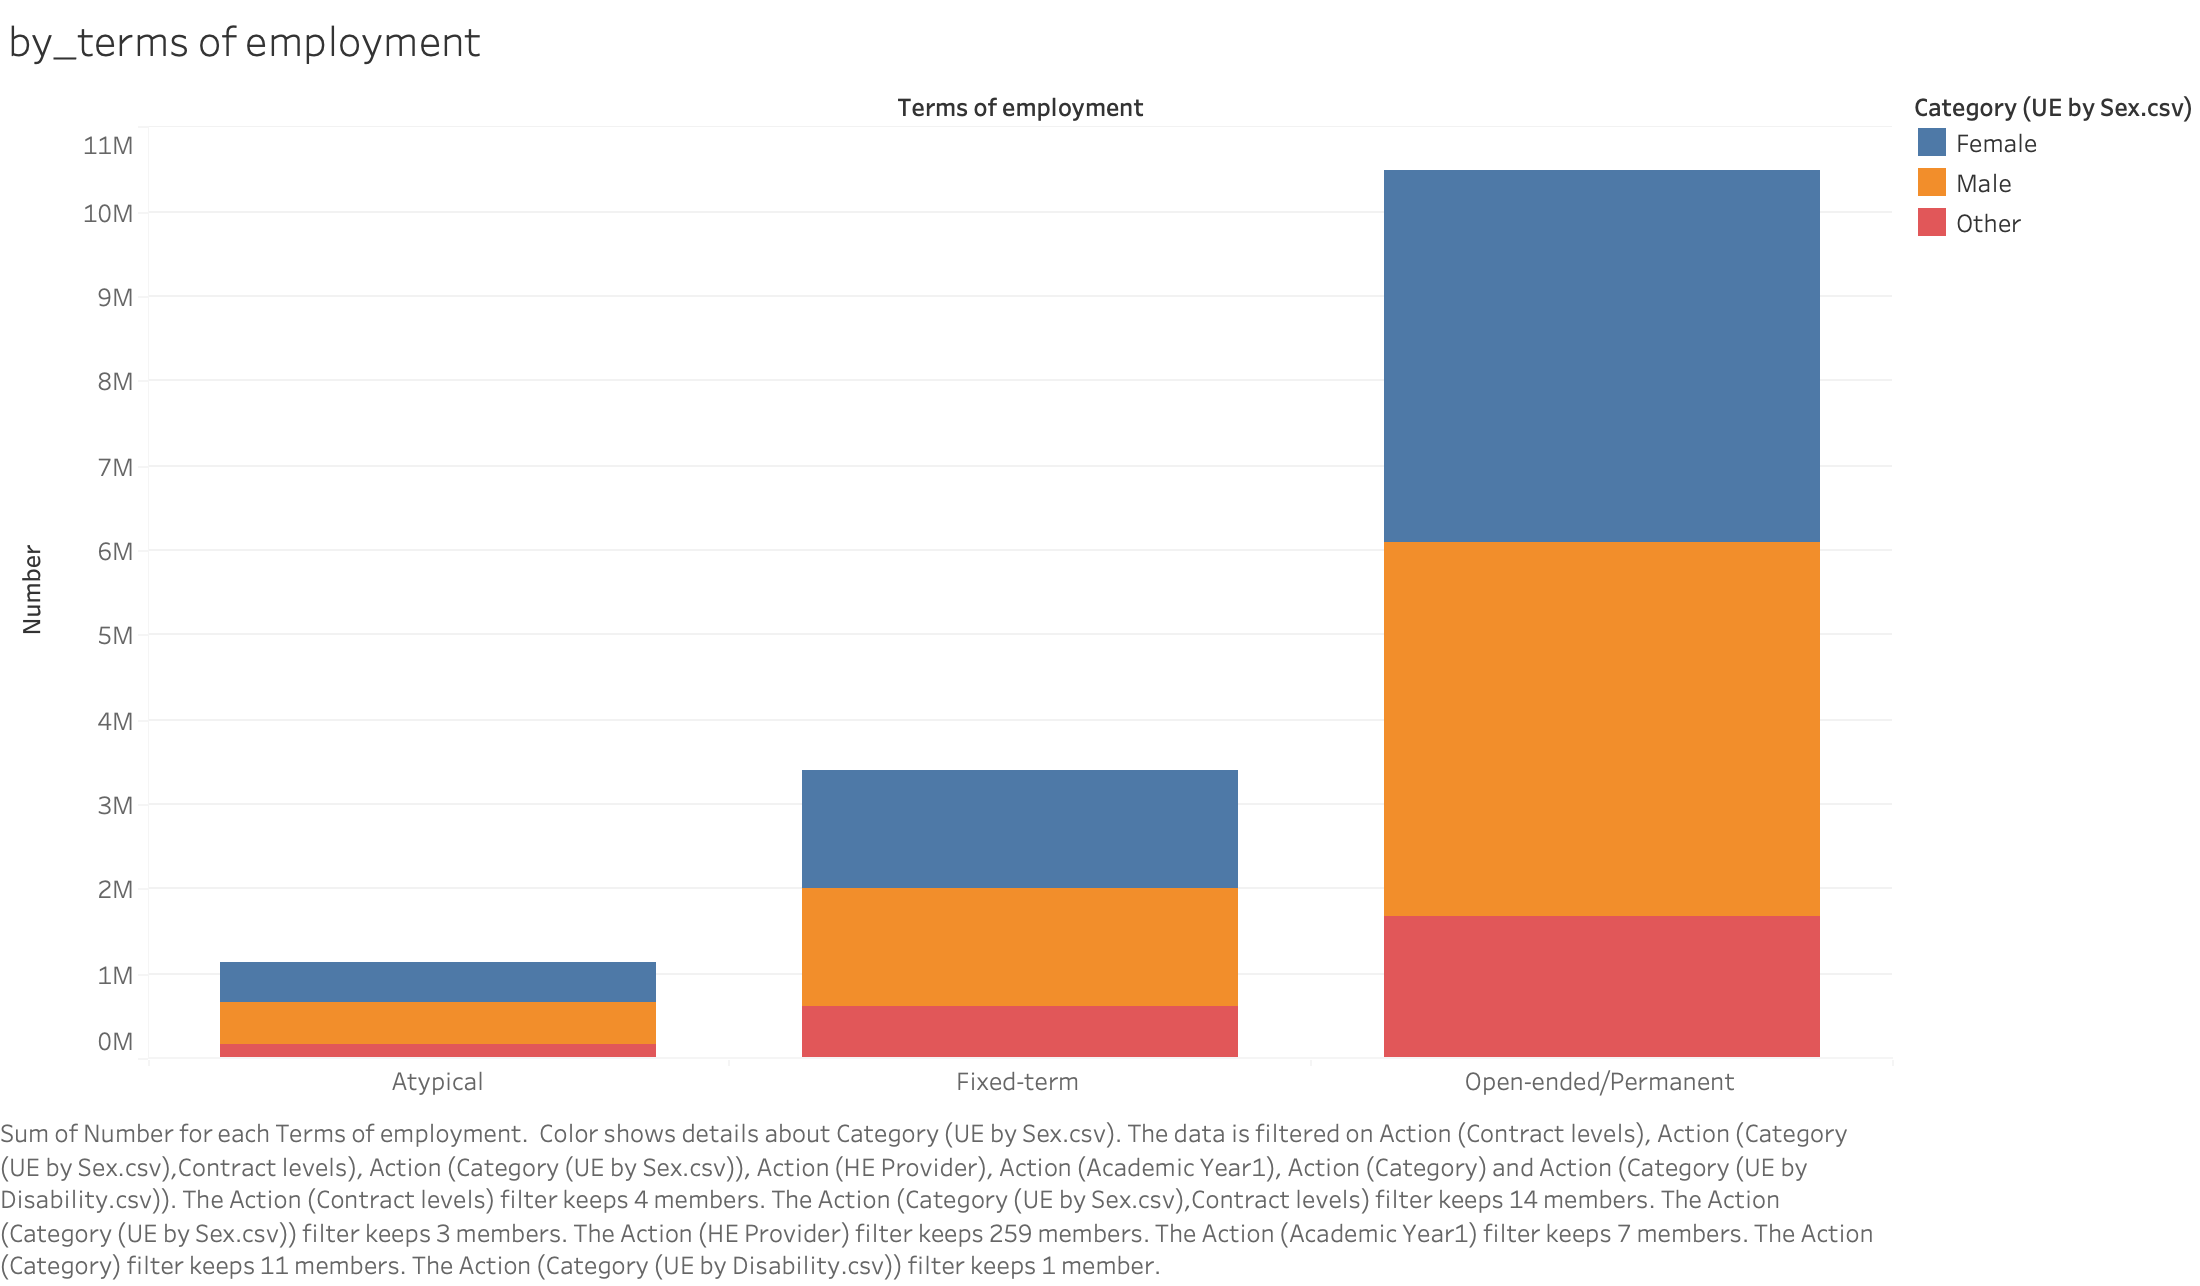 by_terms of employment
Terms of employment
Category (UE by Sex.csv)
Female
Male
Other
11M
10M
9M
8M
7M
6M
5M
4M
3M
2M
1M
0M
Number
Atypical
Fixed-term
Open-ended/Permanent
Sum of Number for each Terms of employment.  Color shows details about Category (UE by Sex.csv). The data is filtered on Action (Contract levels), Action (Category
(UE by Sex.csv),Contract levels), Action (Category (UE by Sex.csv)), Action (HE Provider), Action (Academic Year1), Action (Category) and Action (Category (UE by
Disability.csv)). The Action (Contract levels) filter keeps 4 members. The Action (Category (UE by Sex.csv),Contract levels) filter keeps 14 members. The Action
(Category (UE by Sex.csv)) filter keeps 3 members. The Action (HE Provider) filter keeps 259 members. The Action (Academic Year1) filter keeps 7 members. The Action
(Category) filter keeps 11 members. The Action (Category (UE by Disability.csv)) filter keeps 1 member.